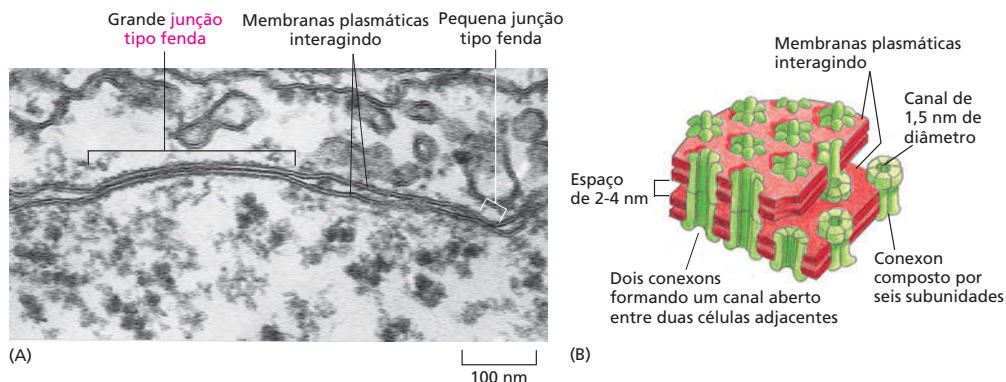 Grande junção
tipo fenda
Membranas plasmáticas
interagindo
Pequena junção
tipo fenda
(A)
100 nm
Membranas plasmáticas
interagindo
Canal de
1,5 nm de
diâmetro
Espaço
de 2-4 nm
Dois conexons
formando um canal aberto
entre duas células adjacentes
Conexon
composto por
seis subunidades
(B)